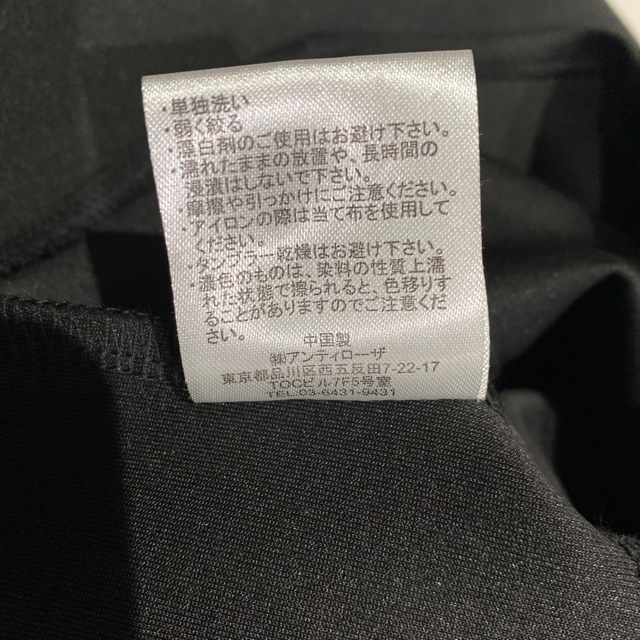 ・単独洗い
・弱く絞る
・漂白剤のご使用はお避け下さい。
・濡れたままの放置や、長時間の
浸漬はしないで下さい。
・摩擦や引っかけにご注意ください。
・アイロンの際は当て布を使用して
ください。
・タンブラー乾燥はお避け下さい。
・濃色のものは、染料の性質上濡
れた状態で擦られると、色移りす
ることがありますのでご注意くだ
さい。
中国製
㈱アンティローザ
東京都品川区西五反田7-22-17
TOCビル7F5号室
TEL:03-6431-9431